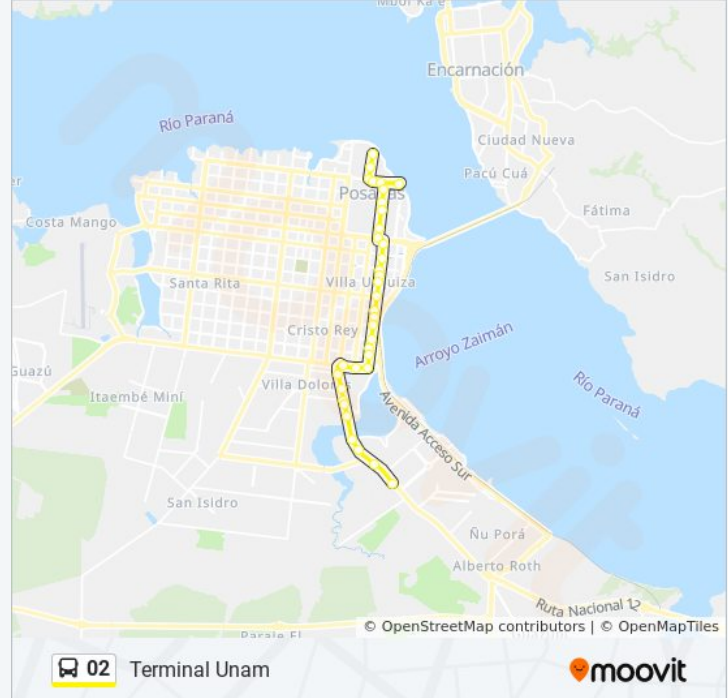 Encarnación
Río Paraná
Ciudad Nueva
Pacú Cuá
Posadas
Fátima
Costa Mango
San Isidro
Santa Rita
Villa Urquiza
Cristo Rey
Arroyo Zaimán
Guazú
Río Paraná
Itaembé Miní
Villa Dolores
Avenida Acceso Sur
San Isidro
Ñu Porá
Alberto Roth
Ruta Nacional 12
© OpenStreetMap contributors | © OpenMapTiles
02 Terminal Unam
moovit